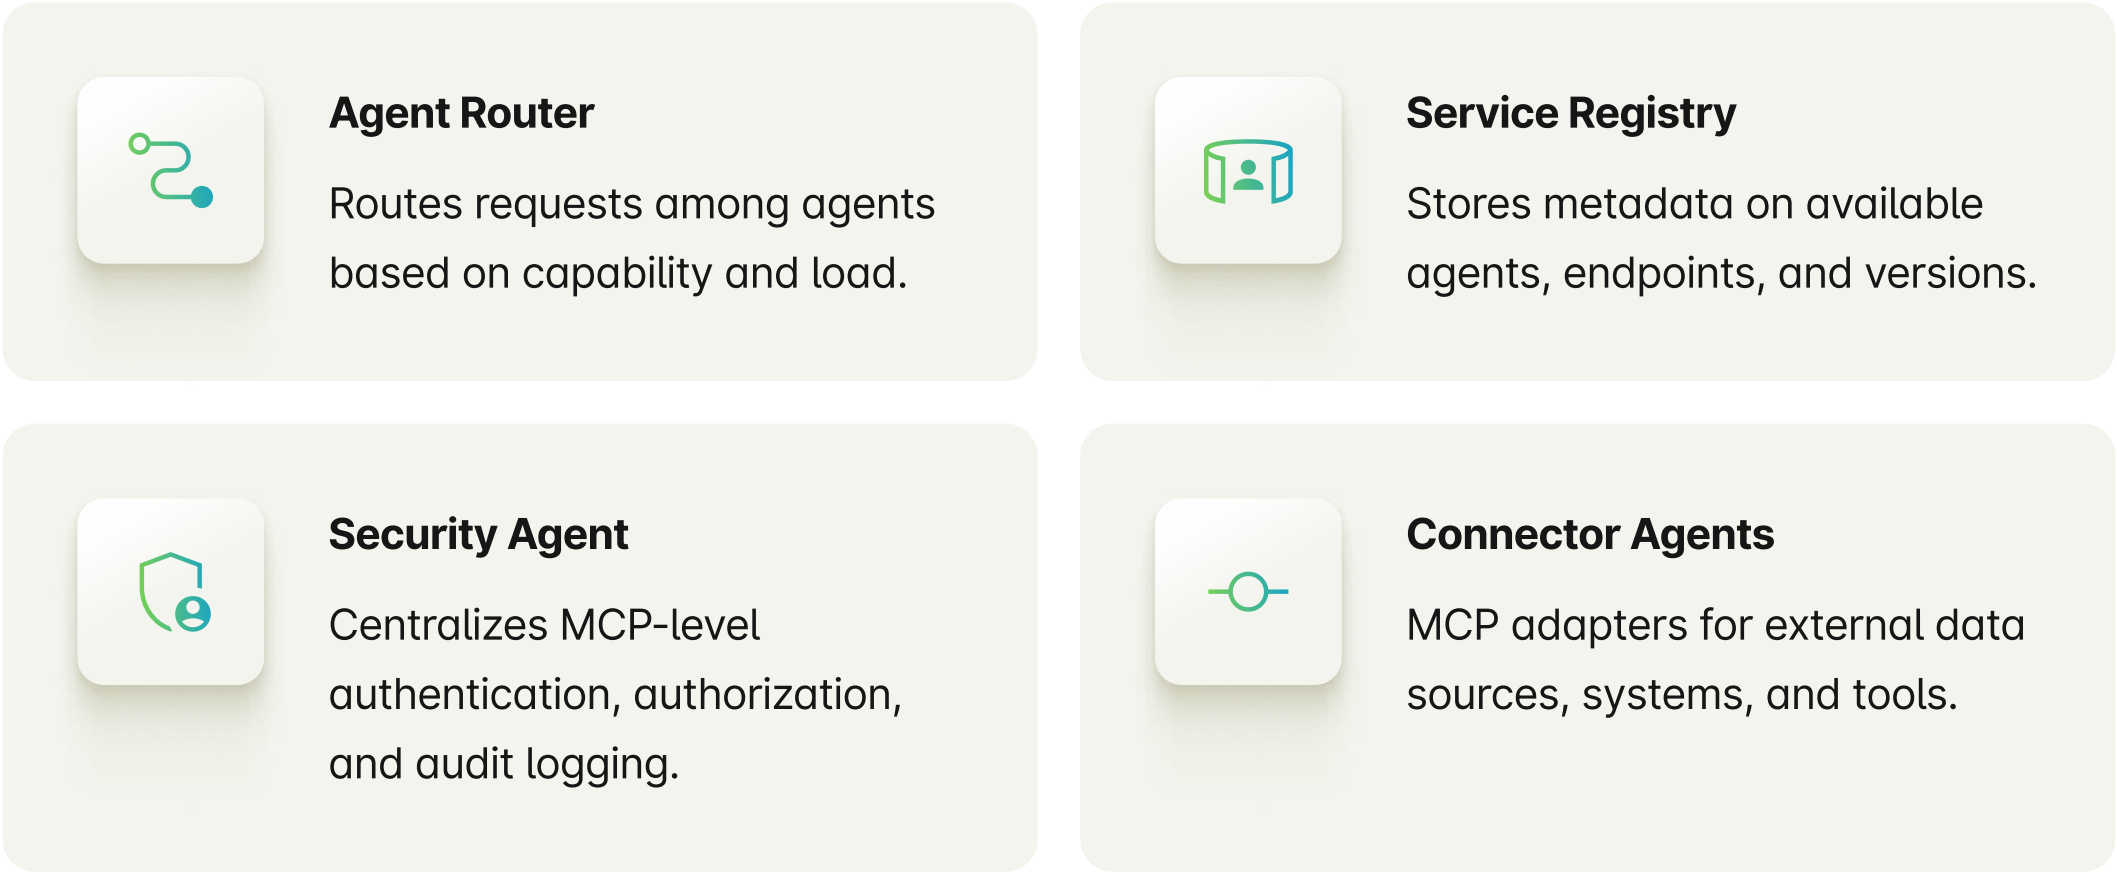 Agent Router
Routes requests among agents
based on capability and load.
Service Registry
Stores metadata on available
agents, endpoints, and versions.
Security Agent
Centralizes MCP-level
authentication, authorization,
and audit logging.
Connector Agents
MCP adapters for external data
sources, systems, and tools.